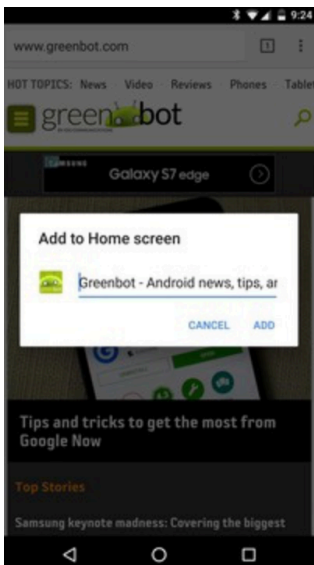 9:24
www.greenbot.com 1
HOT TOPICS: News Video Reviews Phones Tablet
greenbot
SAMSUNG
Galaxy S7 edge
Add to Home screen
Greenbot - Android news, tips, ar
CANCEL ADD
Tips and tricks to get the most from
Google Now
Top Stories
Samsung keynote madness: Covering the biggest